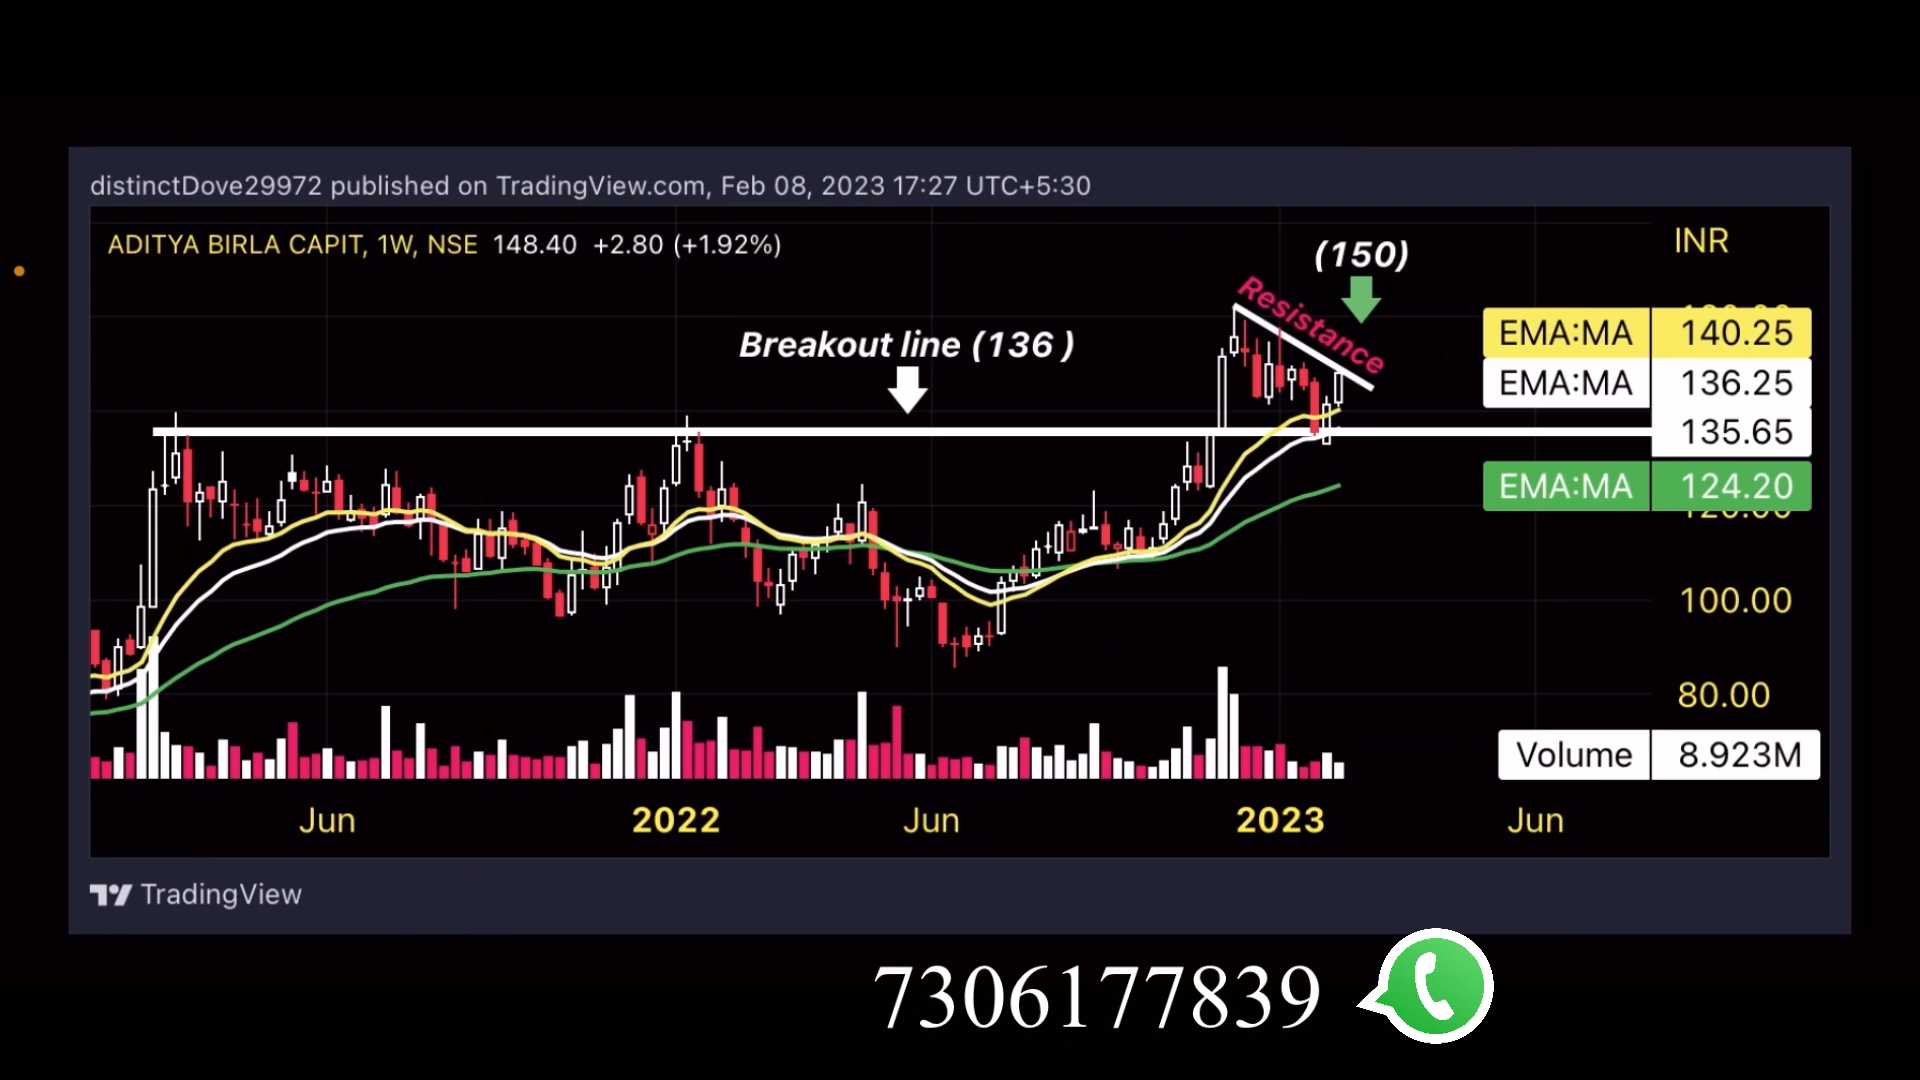 distinctDove29972 published on TradingView.com, Feb 08, 2023 17:27 UTC+5:30
ADITYA BIRLA CAPIT, 1W, NSE 148.40 +2.80 (+1.92%)
INR
(150)
Resistance
Breakout line (136 )
EMA:MA 140.25
EMA:MA 136.25
135.65
EMA:MA 124.20
100.00
80.00
Volume 8.923M
Jun 2022 Jun 2023 Jun
TradingView
7306177839